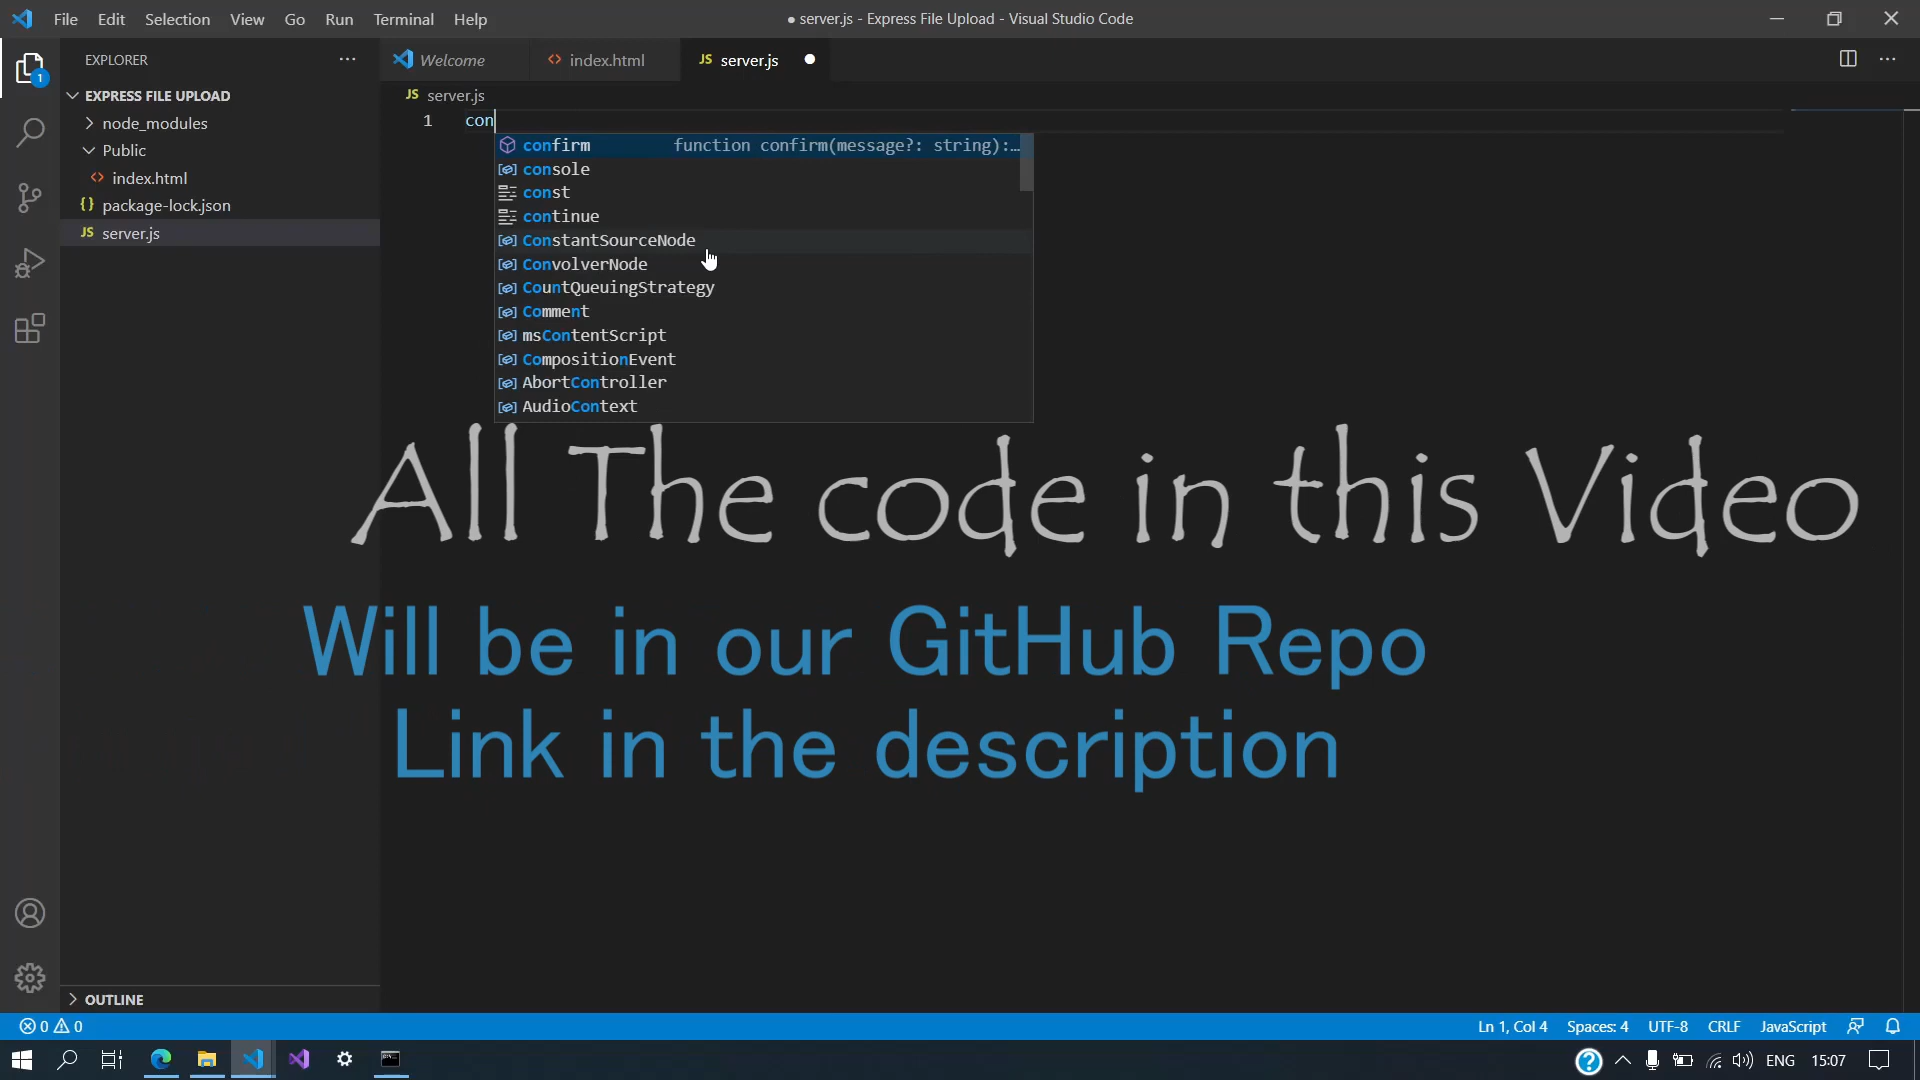 File Edit Selection View Go Run Terminal Help
● server.js - Express File Upload - Visual Studio Code
EXPLORER
Welcome
index.html
JS server.js
1
EXPRESS FILE UPLOAD
node_modules
Public
index.html
{} package-lock.json
JS server.js
JS server.js
1 con
confirm function confirm(message?: string):…
console
const
continue
ConstantSourceNode
ConvolverNode
CountQueuingStrategy
Comment
msContentScript
CompositionEvent
AbortController
AudioContext
All The code in this Video
Will be in our GitHub Repo
Link in the description
OUTLINE
0 0
Ln 1, Col 4 Spaces: 4 UTF-8 CRLF JavaScript
ENG 15:07